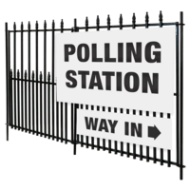 POLLING
STATION
WAY IN ➡